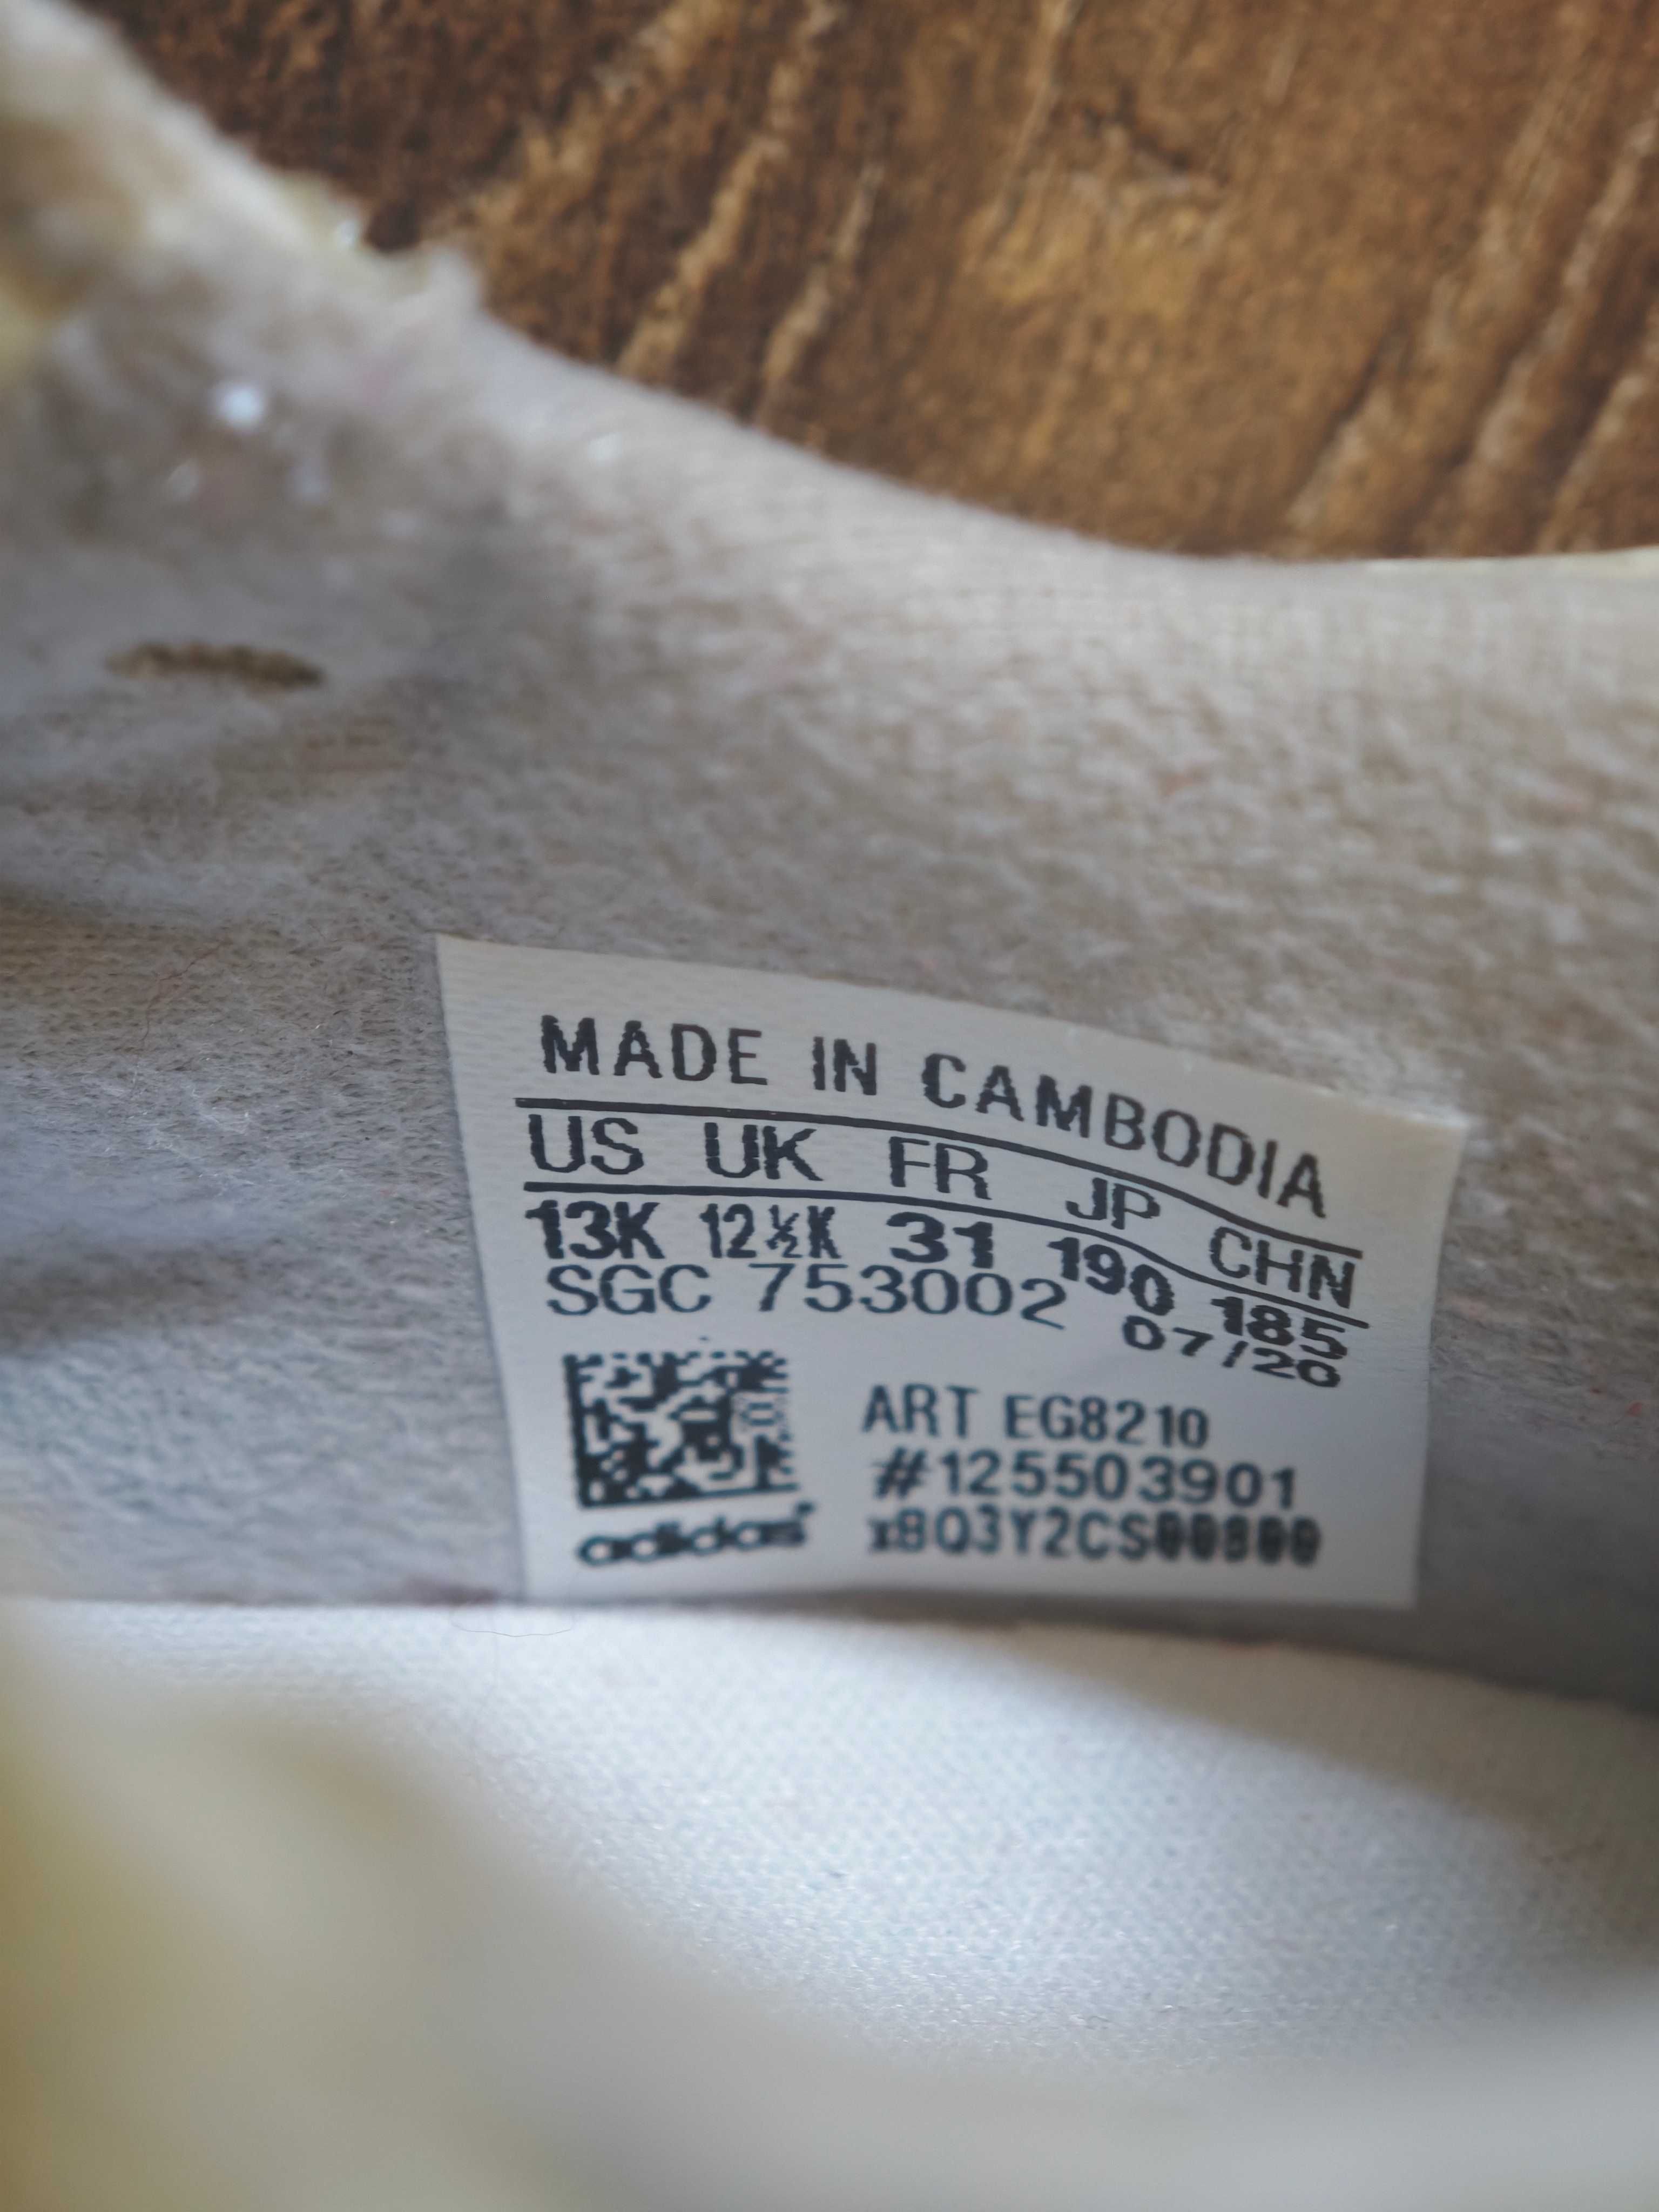 MADE IN CAMBODIA
US UK FR JP CHN
13K 12½K 31 190 185
SGC 753002 07/20
ART EG8210
#125503901
adidas